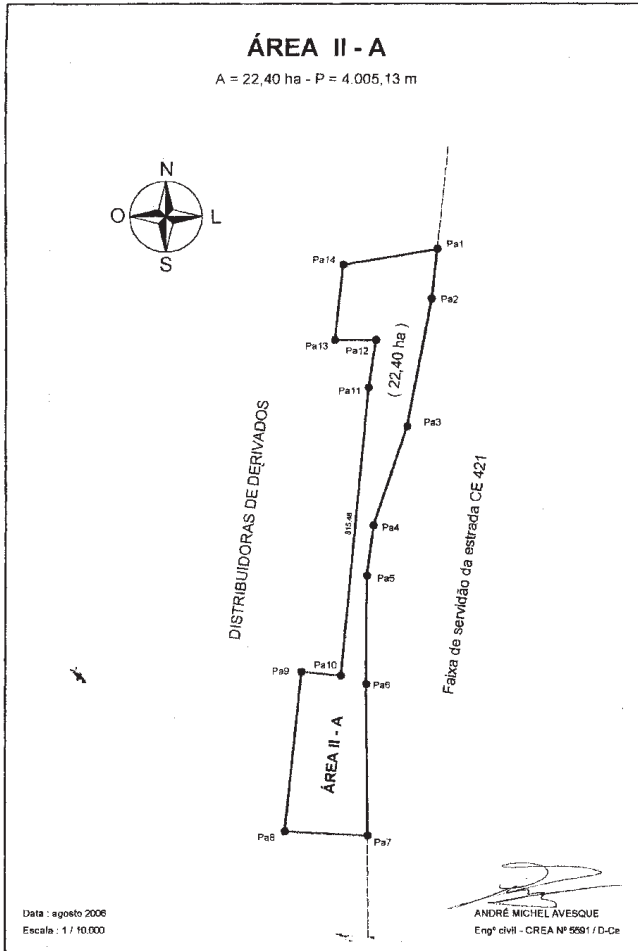 ÁREA II - A
A = 22,40 ha - P = 4.005,13 m
N
O
L
S
Pa1
Pa14
Pa2
Pa13
Pa12
( 22,40 ha )
Pa11
Pa3
DISTRIBUIDORAS DE DERIVADOS
815.48
Faixa de servidão da estrada CE 421
Pa4
Pa5
Pa10
Pa9
Pa6
ÁREA II - A
Pa8
Pa7
Data : agosto 2006
Escala : 1 / 10.000
ANDRÉ MICHEL AVESQUE
Engº civil - CREA Nº 5591 / D-Ce